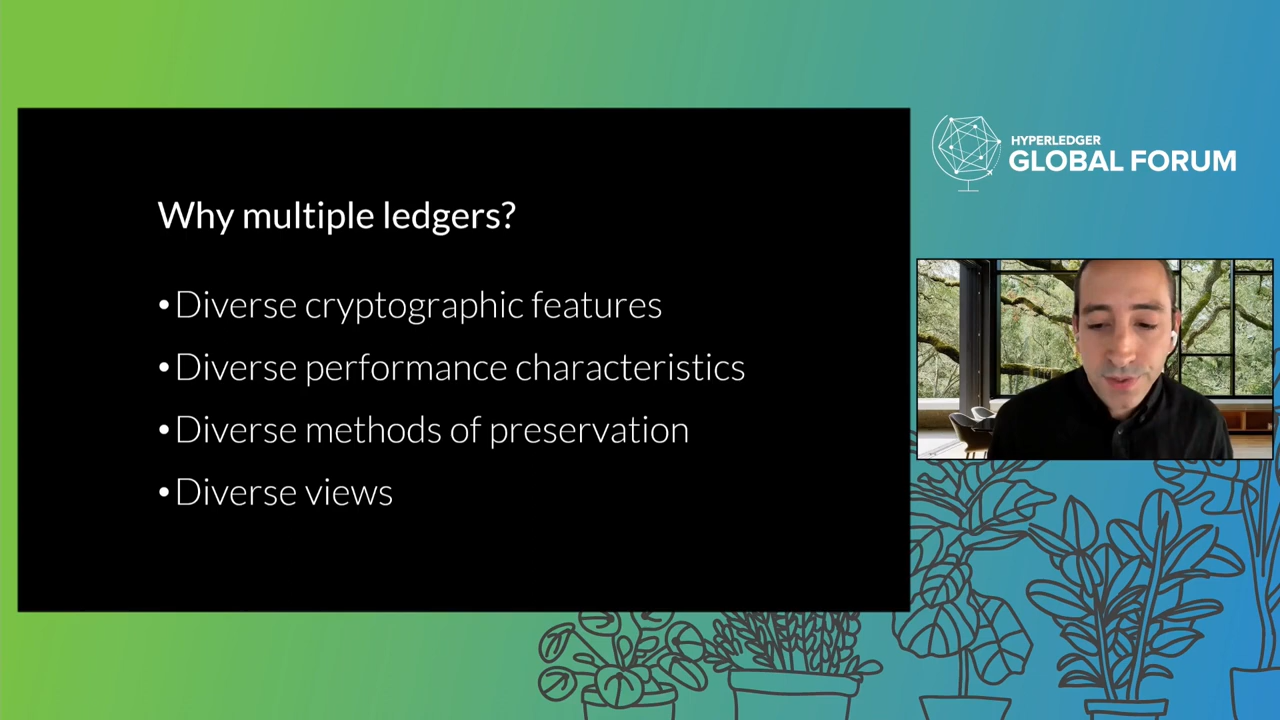 HYPERLEDGER
GLOBAL FORUM
Why multiple ledgers?
•Diverse cryptographic features
•Diverse performance characteristics
•Diverse methods of preservation
•Diverse views